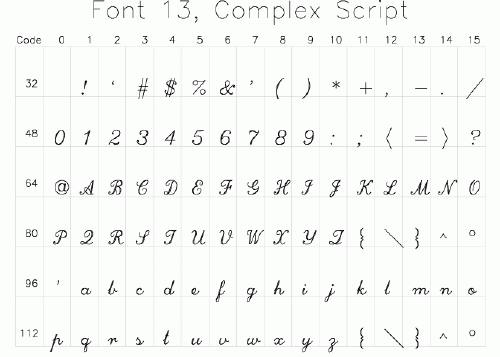 Font 13, Complex Script
Code 0 1 2 3 4 5 6 7 8 9 10 11 12 13 14 15
32 ! ‘ # $ % & ’ ( ) * + , - . /
48 0 1 2 3 4 5 6 7 8 9 : ; ⟨ = ⟩ ?
64 @ A B C D E F G H I J K L M N O
80 P Q R S T U V W X Y Z { \ } ^ °
96 ' a b c d e f g h i j k l m n o
112 p q r s t u v w x y z { \ } ^ °